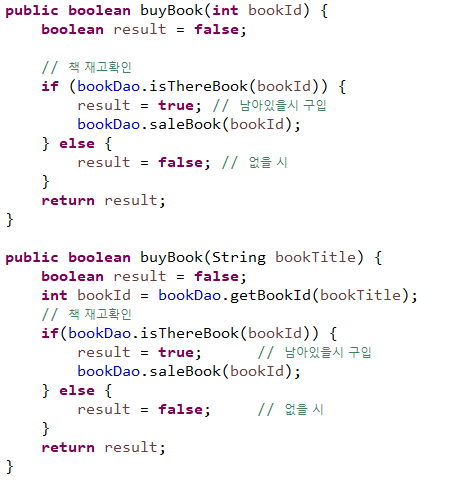 public boolean buyBook(int bookId) {
    boolean result = false;

    // 책 재고확인
    if (bookDao.isThereBook(bookId)) {
        result = true; // 남아있을시 구입
        bookDao.saleBook(bookId);
    } else {
        result = false; // 없을 시
    }
    return result;
}

public boolean buyBook(String bookTitle) {
    boolean result = false;
    int bookId = bookDao.getBookId(bookTitle);
    // 책 재고확인
    if(bookDao.isThereBook(bookId)) {
        result = true;      // 남아있을시 구입
        bookDao.saleBook(bookId);
    } else {
        result = false;     // 없을 시
    }
    return result;
}